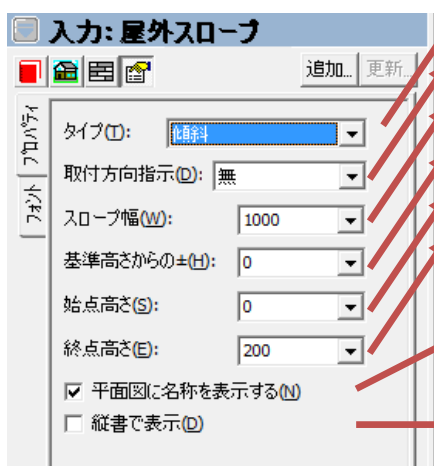 入力: 屋外スロープ
追加... 更新...
プロパティ
フォント
タイプ(T): 傾斜
取付方向指示(D): 無
スロープ幅(W): 1000
基準高さからの±(H): 0
始点高さ(S): 0
終点高さ(E): 200
平面図に名称を表示する(N)
縦書で表示(D)